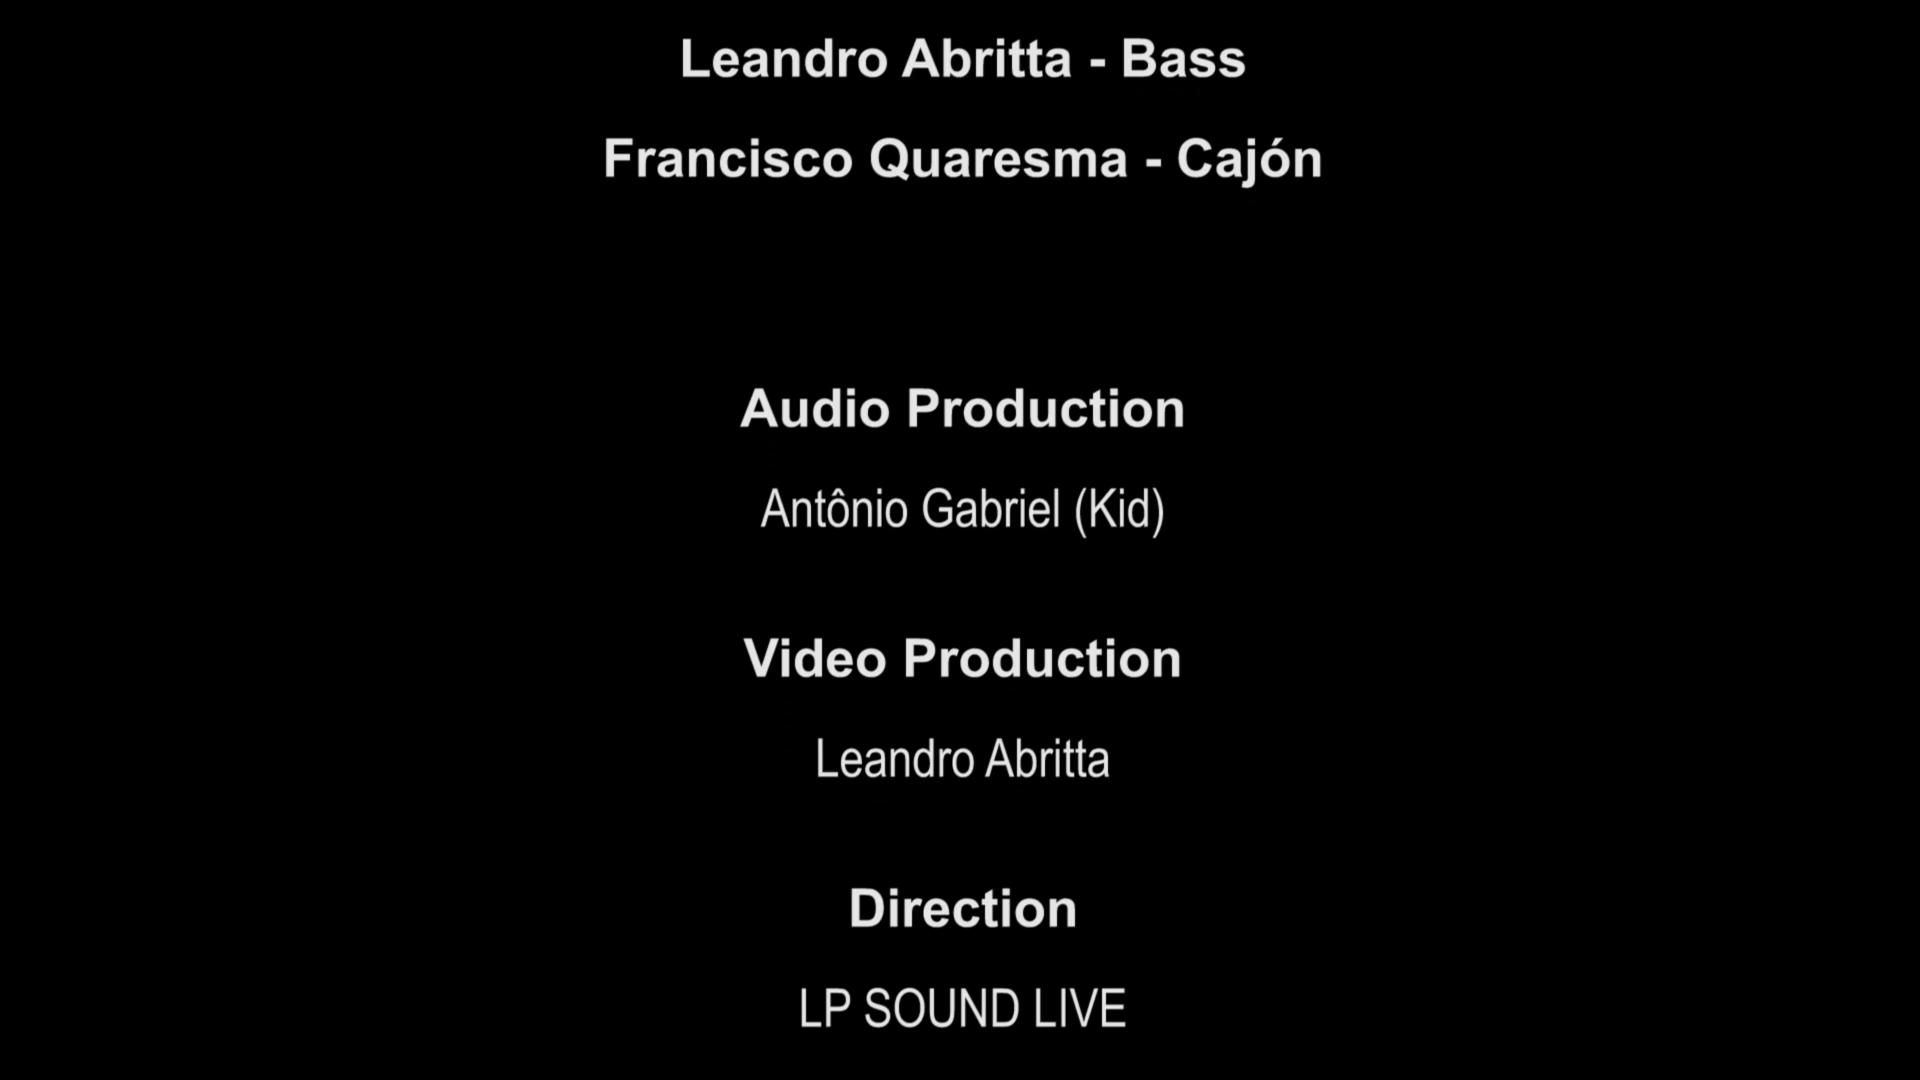 Leandro Abritta - Bass
Francisco Quaresma - Cajón
Audio Production
Antônio Gabriel (Kid)
Video Production
Leandro Abritta
Direction
LP SOUND LIVE